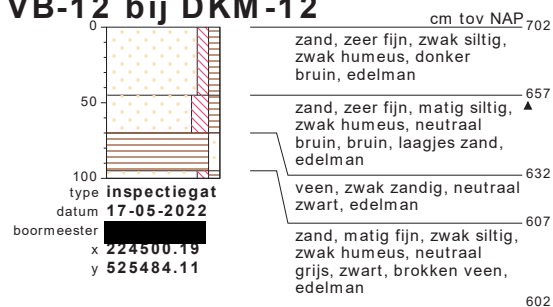 VB-12 bij DKM-12
cm tov NAP
0
702
zand, zeer fijn, zwak siltig,
zwak humeus, donker
bruin, edelman
50
657
zand, zeer fijn, matig siltig,
zwak humeus, neutraal
bruin, bruin, laagjes zand,
edelman
632
veen, zwak zandig, neutraal
zwart, edelman
607
zand, matig fijn, zwak siltig,
zwak humeus, neutraal
grijs, zwart, brokken veen,
edelman
602
100
type inspectiegat
datum 17-05-2022
boormeester
x 224500.19
y 525484.11